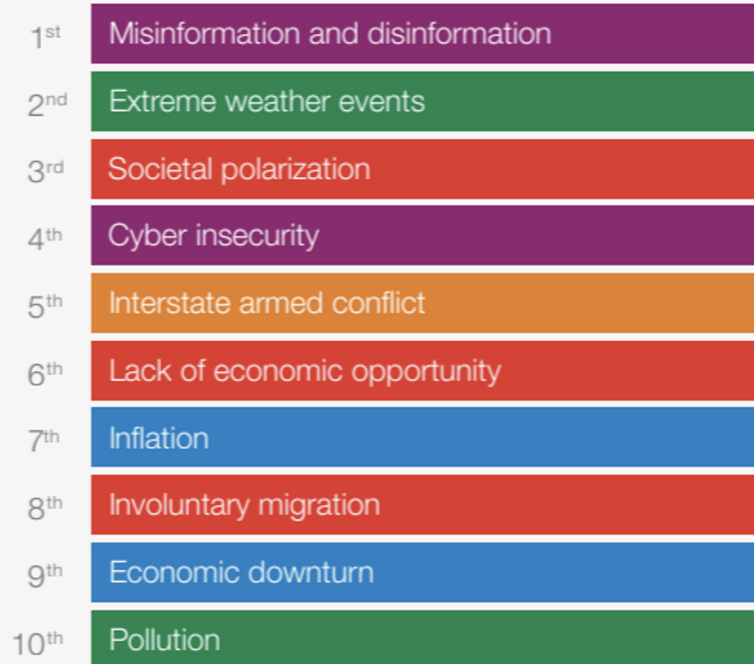 1st Misinformation and disinformation
2nd Extreme weather events
3rd Societal polarization
4th Cyber insecurity
5th Interstate armed conflict
6th Lack of economic opportunity
7th Inflation
8th Involuntary migration
9th Economic downturn
10th Pollution